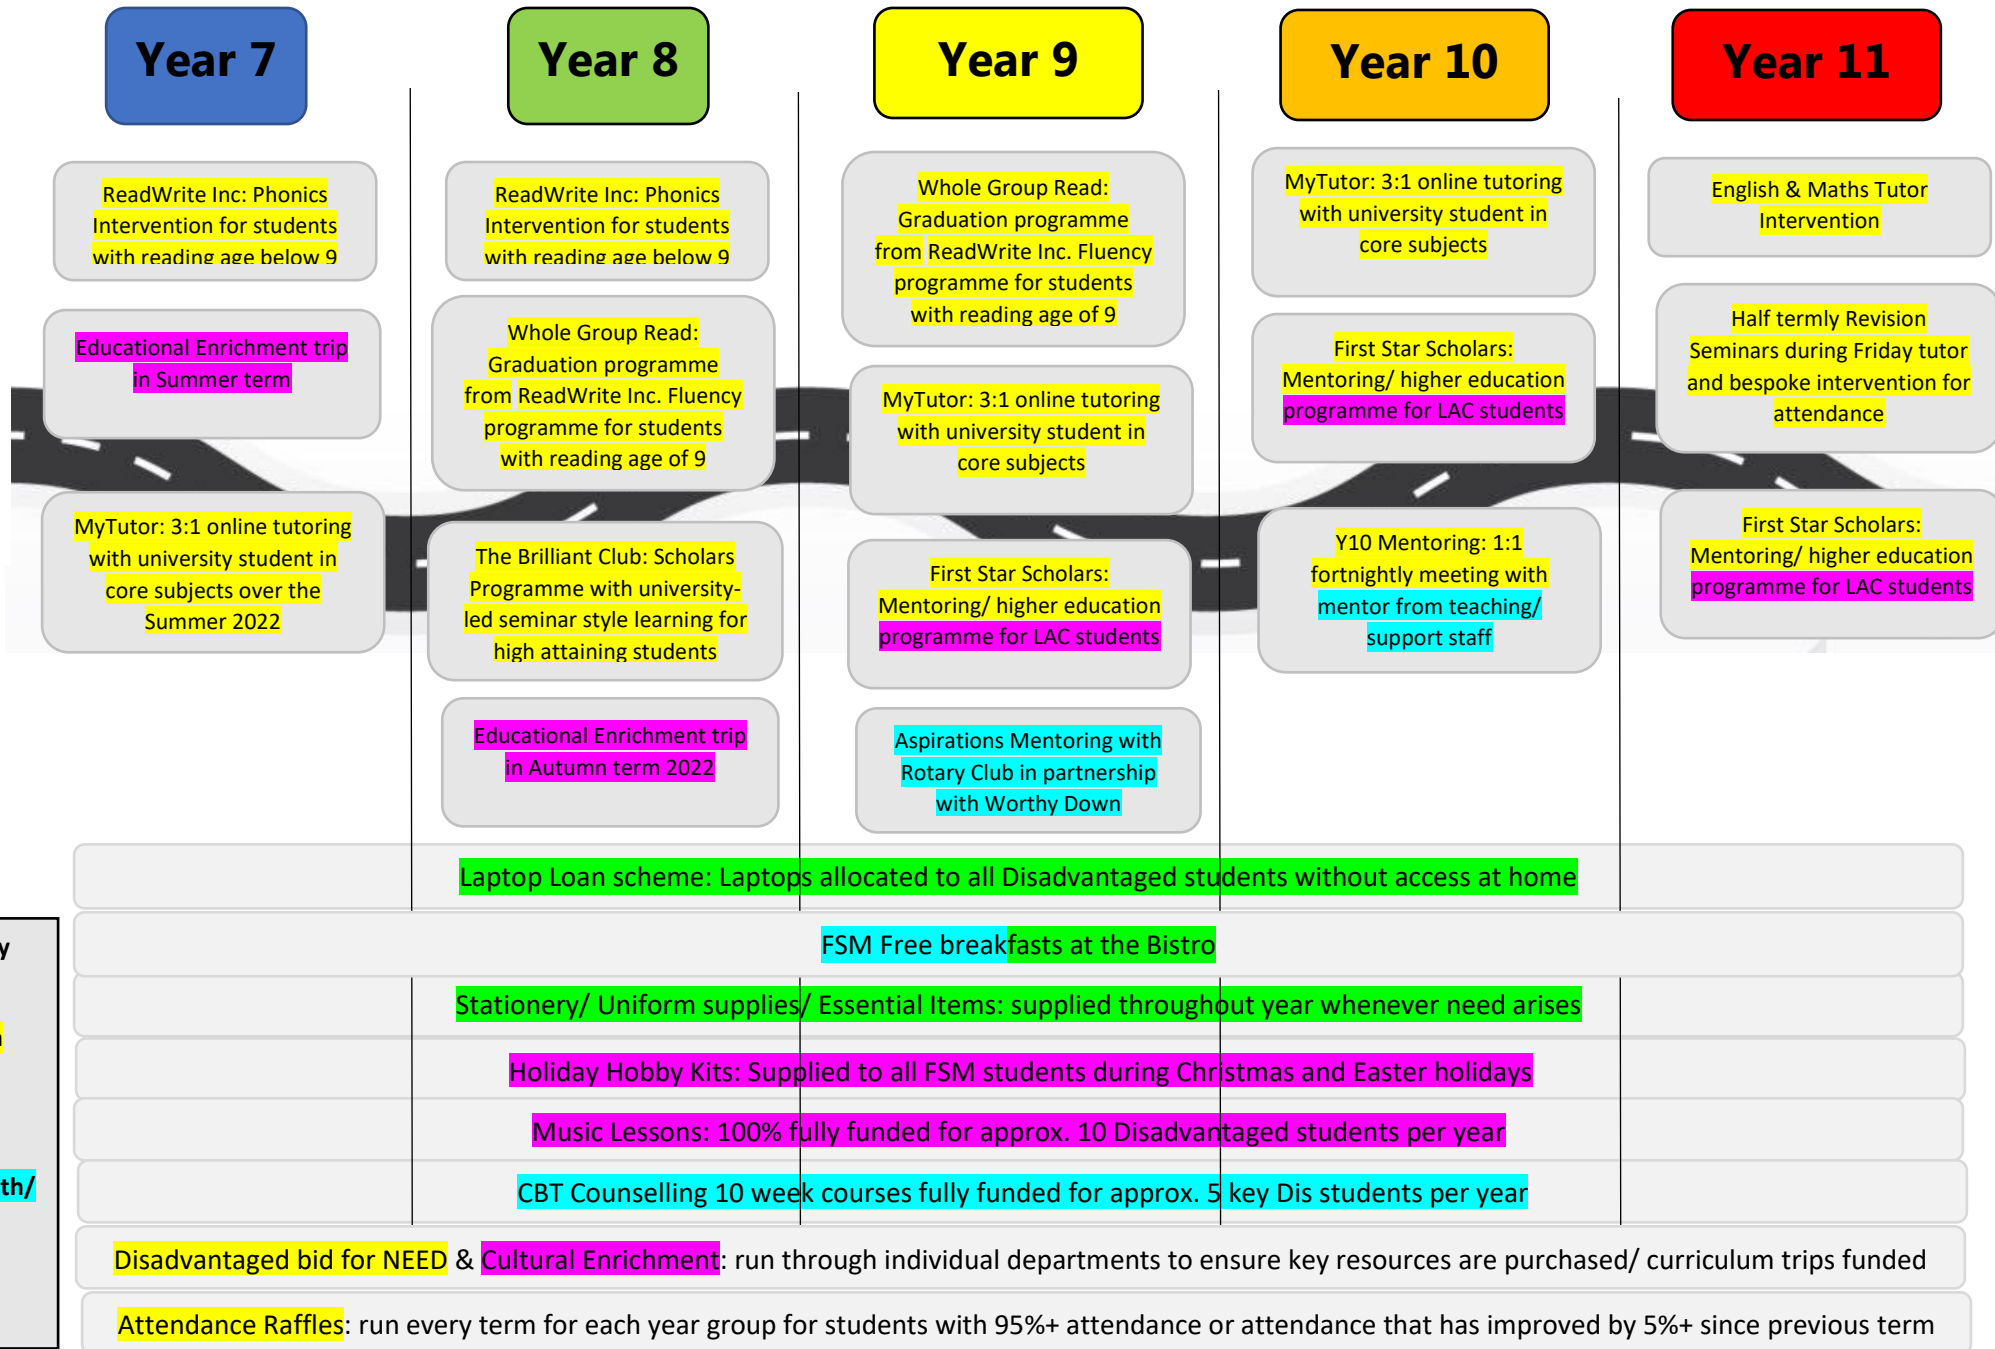 Year 7
Year 8
Year 9
Year 10
Year 11
ReadWrite Inc: Phonics
Intervention for students
with reading age below 9
Educational Enrichment trip
in Summer term
MyTutor: 3:1 online tutoring
with university student in
core subjects over the
Summer 2022
ReadWrite Inc: Phonics
Intervention for students
with reading age below 9
Whole Group Read:
Graduation programme
from ReadWrite Inc. Fluency
programme for students
with reading age of 9
The Brilliant Club: Scholars
Programme with university-
led seminar style learning for
high attaining students
Educational Enrichment trip
in Autumn term 2022
Whole Group Read:
Graduation programme
from ReadWrite Inc. Fluency
programme for students
with reading age of 9
MyTutor: 3:1 online tutoring
with university student in
core subjects
First Star Scholars:
Mentoring/ higher education
programme for LAC students
Aspirations Mentoring with
Rotary Club in partnership
with Worthy Down
MyTutor: 3:1 online tutoring
with university student in
core subjects
First Star Scholars:
Mentoring/ higher education
programme for LAC students
Y10 Mentoring: 1:1
fortnightly meeting with
mentor from teaching/
support staff
English & Maths Tutor
Intervention
Half termly Revision
Seminars during Friday tutor
and bespoke intervention for
attendance
First Star Scholars:
Mentoring/ higher education
programme for LAC students
Laptop Loan scheme: Laptops allocated to all Disadvantaged students without access at home
FSM Free breakfasts at the Bistro
Stationery/ Uniform supplies/ Essential Items: supplied throughout year whenever need arises
Holiday Hobby Kits: Supplied to all FSM students during Christmas and Easter holidays
Music Lessons: 100% fully funded for approx. 10 Disadvantaged students per year
CBT Counselling 10 week courses fully funded for approx. 5 key Dis students per year
Disadvantaged bid for NEED & Cultural Enrichment: run through individual departments to ensure key resources are purchased/ curriculum trips funded
Attendance Raffles: run every term for each year group for students with 95%+ attendance or attendance that has improved by 5%+ since previous term